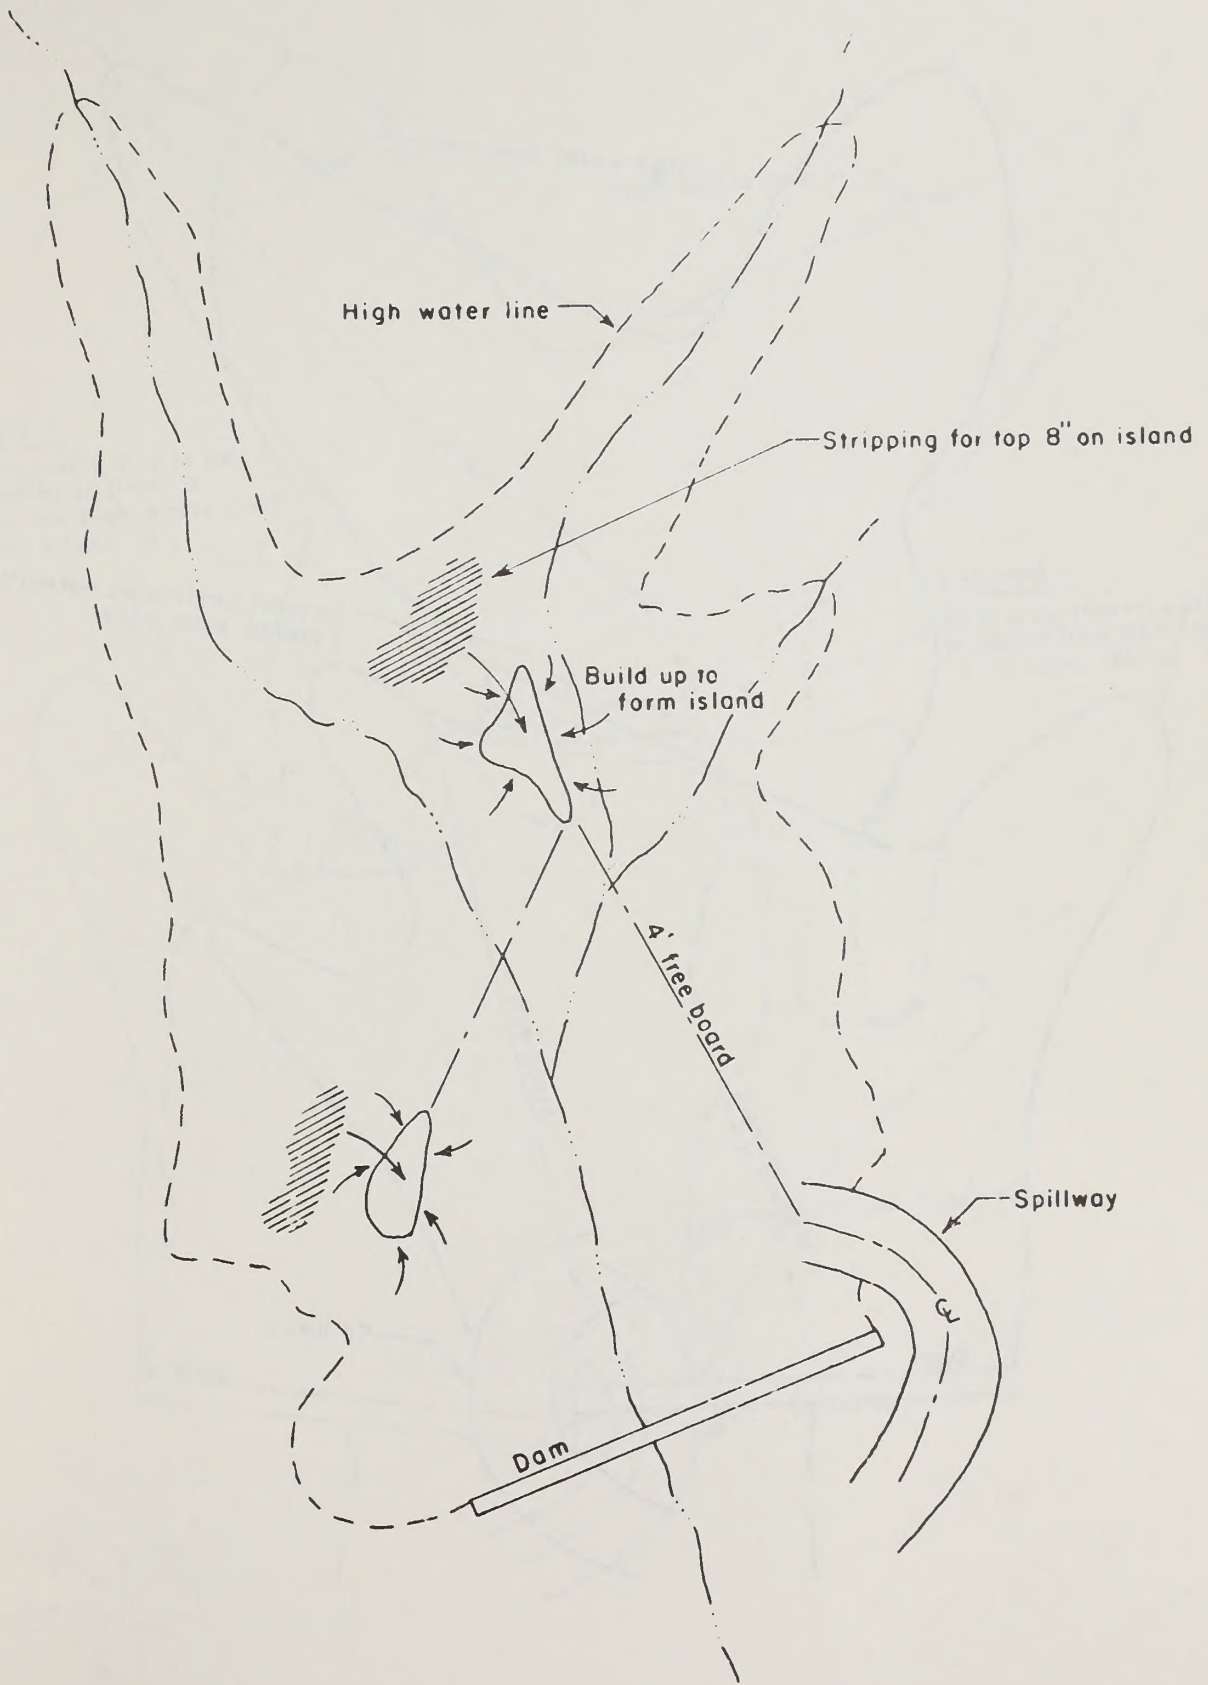 High water line
Stripping for top 8" on island
Build up to
form island
4' free board
Spillway
℄
Dam